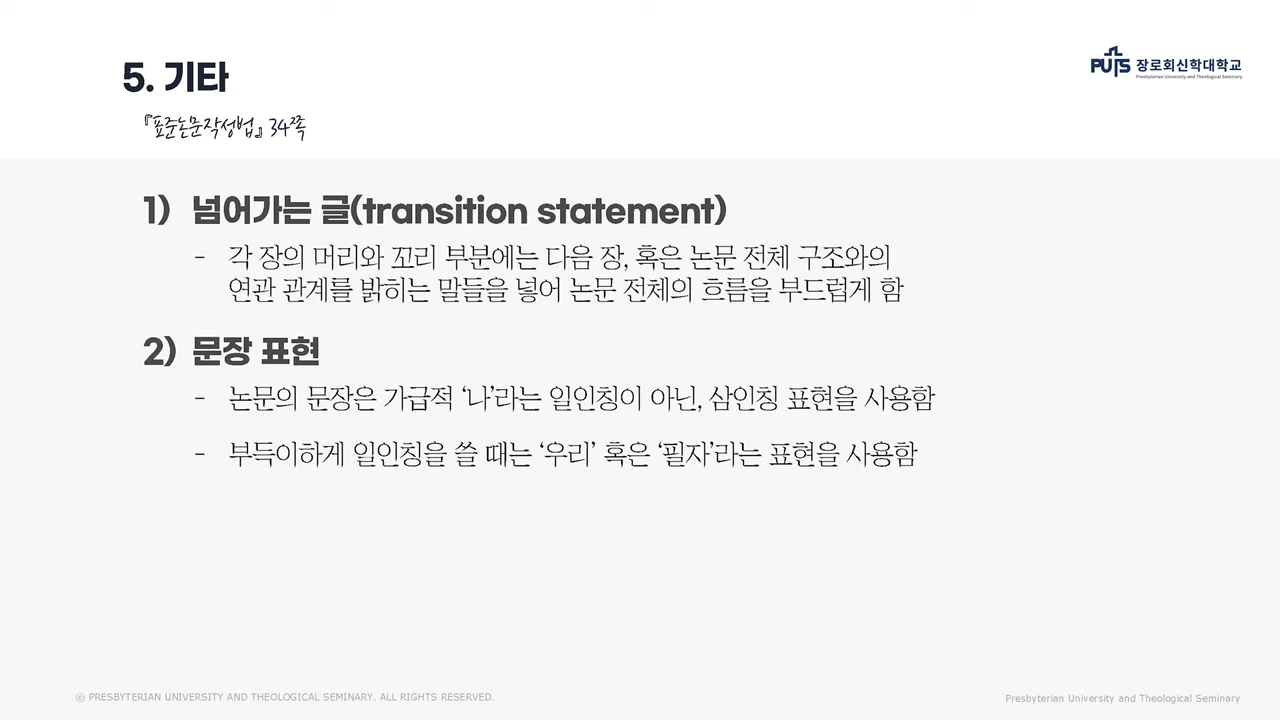 5. 기타
『표준논문작성법』 34쪽
PUTS 장로회신학대학교
Presbyterian University and Theological Seminary
1) 넘어가는 글(transition statement)
- 각 장의 머리와 꼬리 부분에는 다음 장, 혹은 논문 전체 구조와의
연관 관계를 밝히는 말들을 넣어 논문 전체의 흐름을 부드럽게 함
2) 문장 표현
- 논문의 문장은 가급적 ‘나’라는 일인칭이 아닌, 삼인칭 표현을 사용함
- 부득이하게 일인칭을 쓸 때는 ‘우리’ 혹은 ‘필자’라는 표현을 사용함
© PRESBYTERIAN UNIVERSITY AND THEOLOGICAL SEMINARY. ALL RIGHTS RESERVED.
Presbyterian University and Theological Seminary